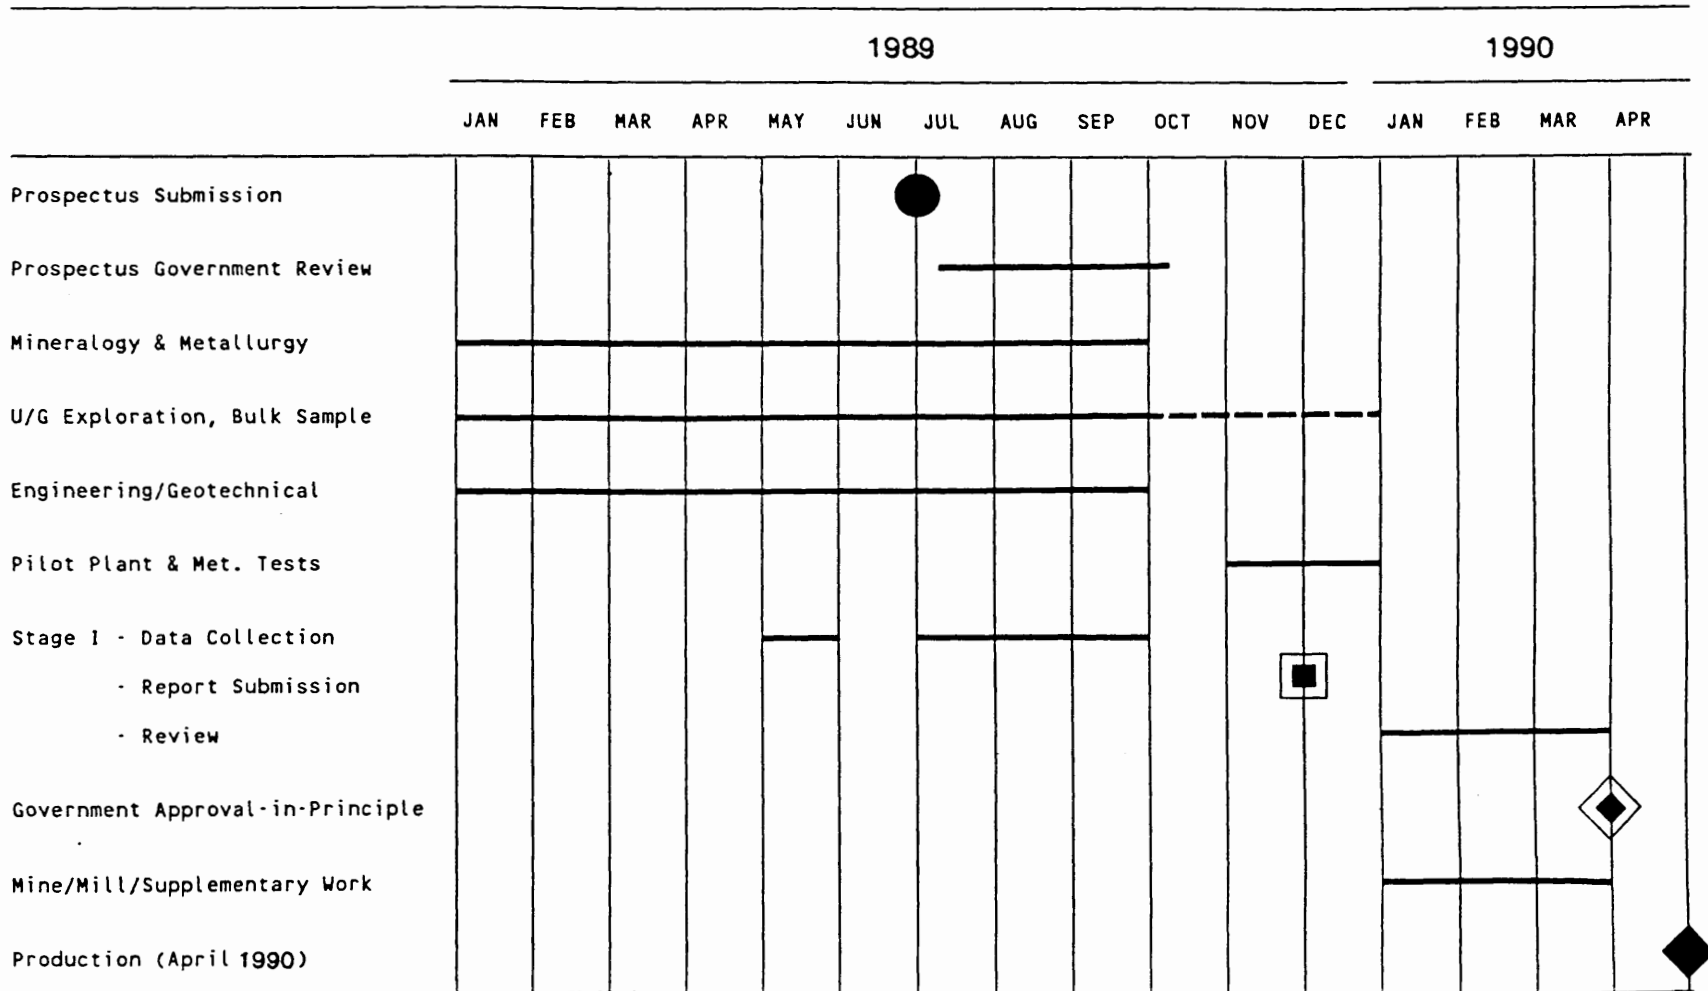 1989 1990
JAN FEB MAR APR MAY JUN JUL AUG SEP OCT NOV DEC JAN FEB MAR APR
Prospectus Submission
Prospectus Government Review
Mineralogy & Metallurgy
U/G Exploration, Bulk Sample
Engineering/Geotechnical
Pilot Plant & Met. Tests
Stage I - Data Collection
- Report Submission
- Review
Government Approval-in-Principle
Mine/Mill/Supplementary Work
Production (April 1990)